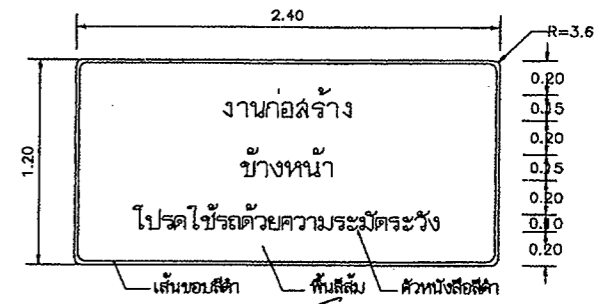 2.40
R=3.6
1.20
งานก่อสร้าง
ข้างหน้า
โปรดใช้รถด้วยความระมัดระวัง
0.20
0.15
0.20
0.15
0.20
0.10
0.20
เส้นขอบสีดำ พื้นสีส้ม ตัวหนังสือสีดำ